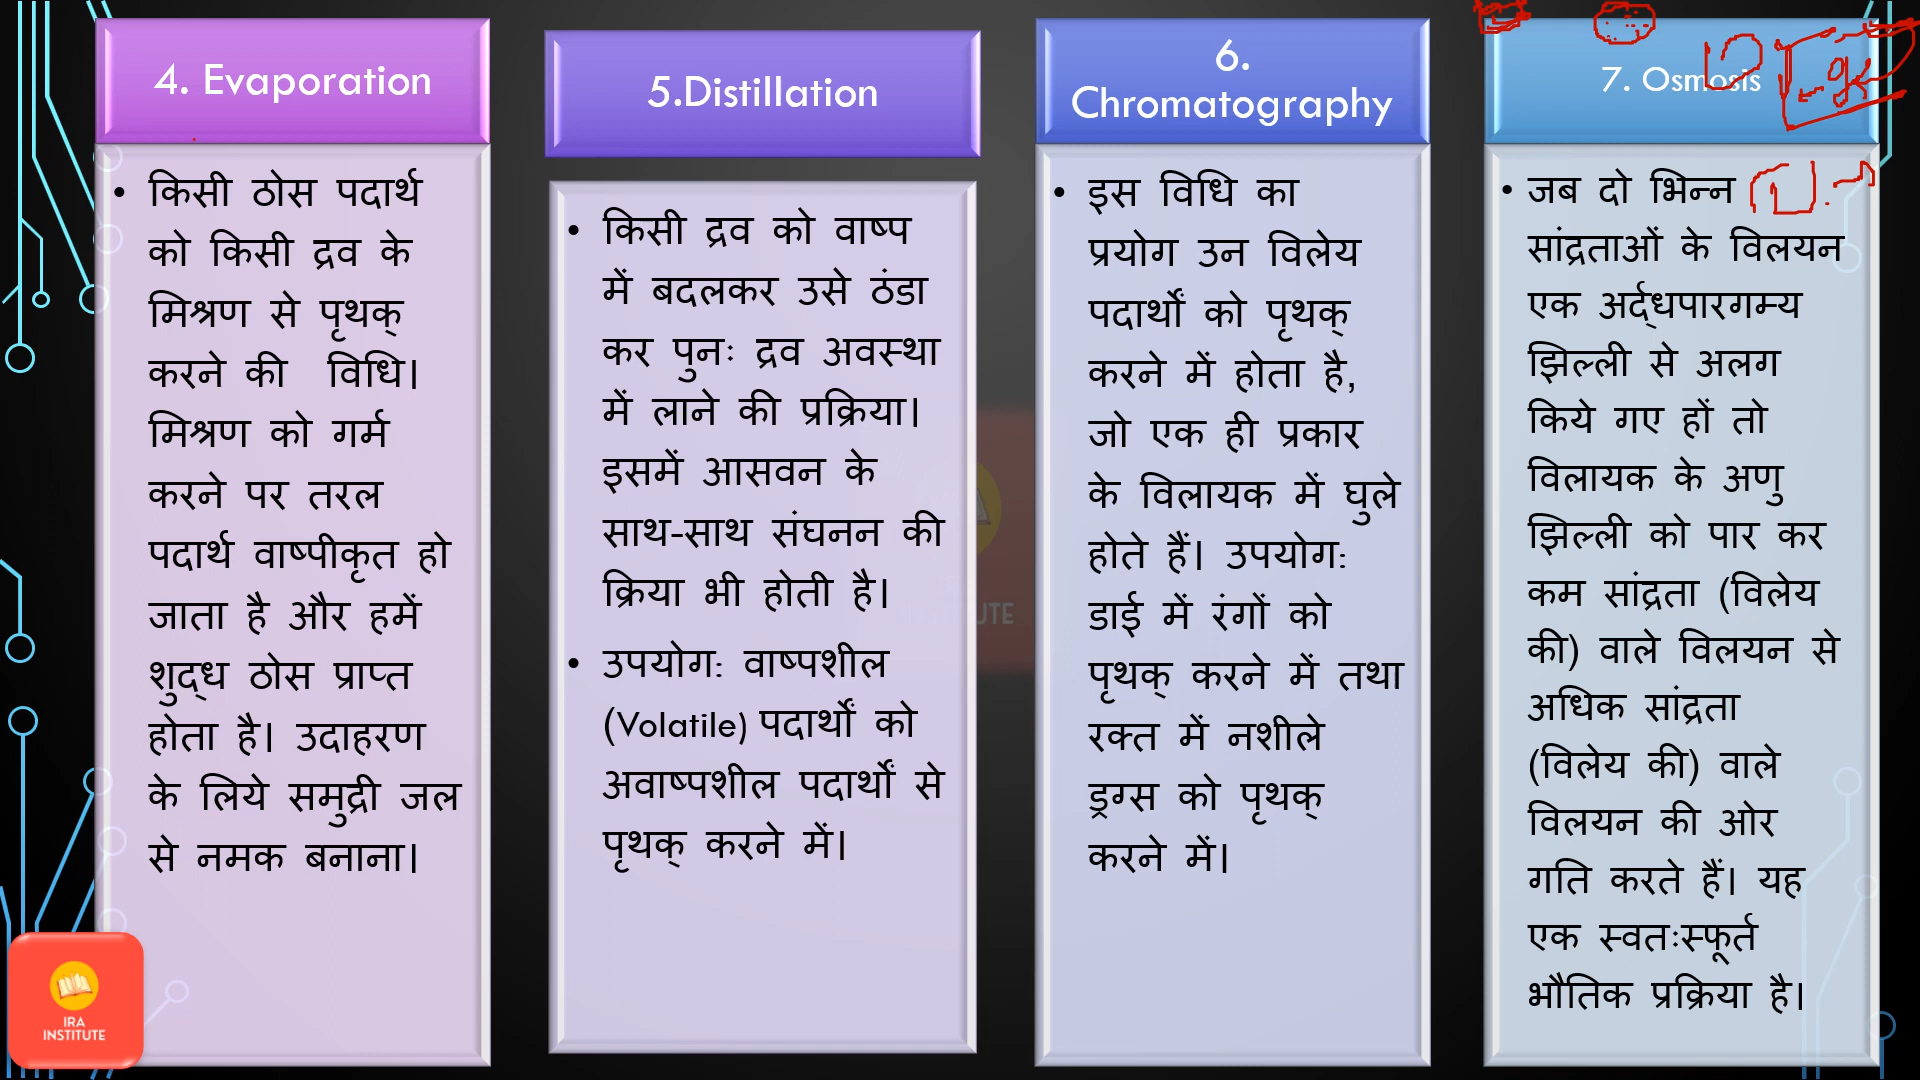 4. Evaporation
• किसी ठोस पदार्थ
को किसी द्रव के
मिश्रण से पृथक्
करने की विधि।
मिश्रण को गर्म
करने पर तरल
पदार्थ वाष्पीकृत हो
जाता है और हमें
शुद्ध ठोस प्राप्त
होता है। उदाहरण
के लिये समुद्री जल
से नमक बनाना।
5.Distillation
• किसी द्रव को वाष्प
में बदलकर उसे ठंडा
कर पुनः द्रव अवस्था
में लाने की प्रक्रिया।
इसमें आसवन के
साथ-साथ संघनन की
क्रिया भी होती है।
• उपयोग: वाष्पशील
(Volatile) पदार्थों को
अवाष्पशील पदार्थों से
पृथक् करने में।
6.
Chromatography
• इस विधि का
प्रयोग उन विलेय
पदार्थों को पृथक्
करने में होता है,
जो एक ही प्रकार
के विलायक में घुले
होते हैं। उपयोग:
डाई में रंगों को
पृथक् करने में तथा
रक्त में नशीले
ड्रग्स को पृथक्
करने में।
7. Osmosis
• जब दो भिन्न
सांद्रताओं के विलयन
एक अर्द्धपारगम्य
झिल्ली से अलग
किये गए हों तो
विलायक के अणु
झिल्ली को पार कर
कम सांद्रता (विलेय
की) वाले विलयन से
अधिक सांद्रता
(विलेय की) वाले
विलयन की ओर
गति करते हैं। यह
एक स्वतःस्फूर्त
भौतिक प्रक्रिया है।
IRA
INSTITUTE